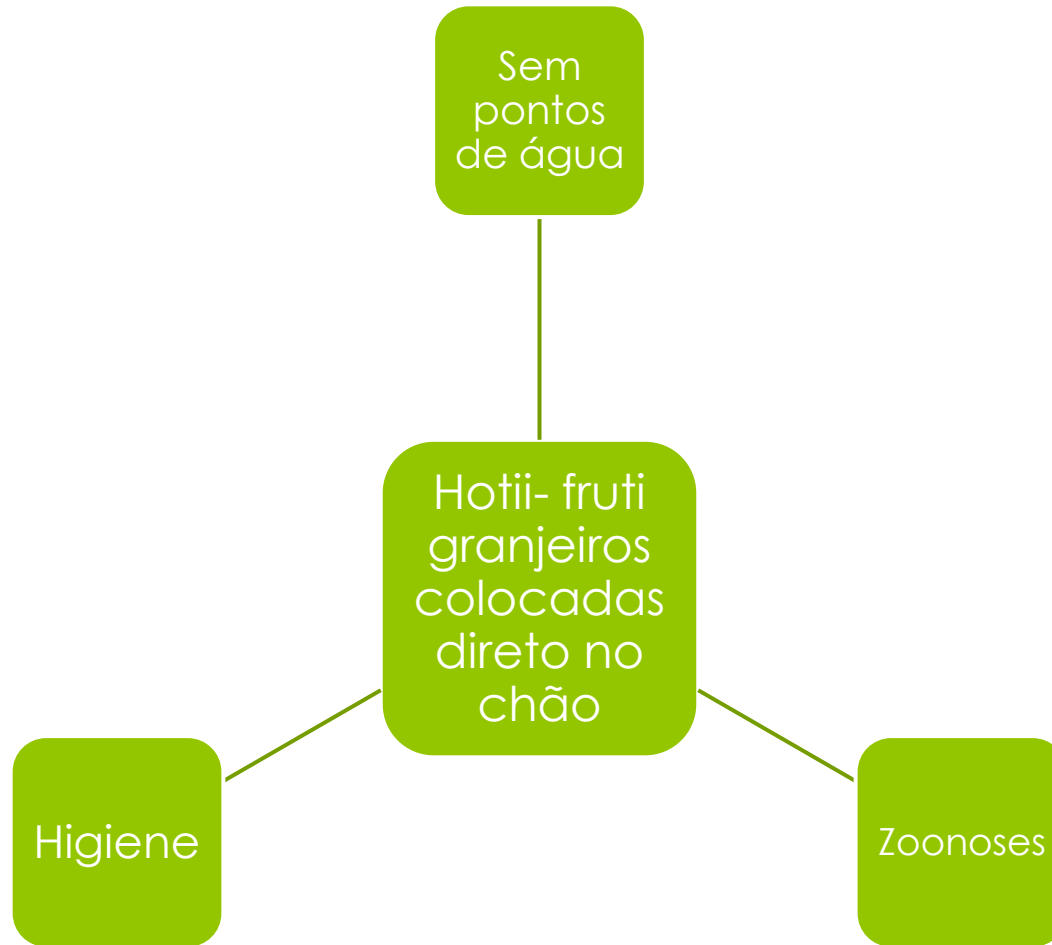 Sem
pontos
de água
Hotii- fruti
granjeiros
colocadas
direto no
chão
Higiene
Zoonoses